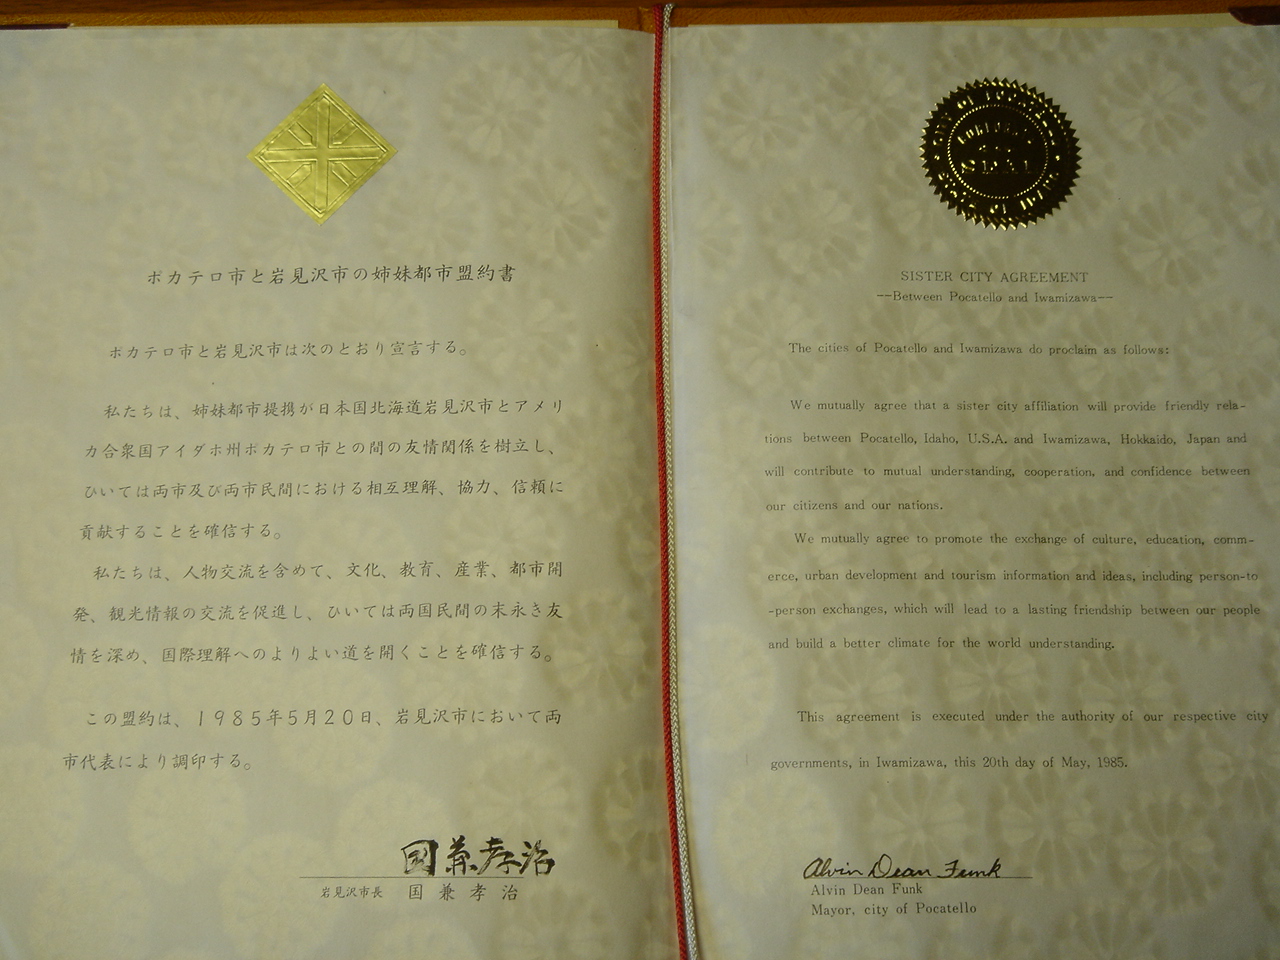 ポカテロ市と岩見沢市の姉妹都市盟約書
ポカテロ市と岩見沢市は次のとおり宣言する。
私たちは、姉妹都市提携が日本国北海道岩見沢市とアメリ
カ合衆国アイダホ州ポカテロ市との間の友情関係を樹立し、
ひいては両市及び両市民間における相互理解、協力、信頼に
貢献することを確信する。
私たちは、人物交流を含めて、文化、教育、産業、都市開
発、観光情報の交流を促進し、ひいては両国民間の末永き友
情を深め、国際理解へのよりよい道を開くことを確信する。
この盟約は、1985年5月20日、岩見沢市において両
市代表により調印する。
国兼孝治
岩見沢市長 国兼孝治
SEAL
SISTER CITY AGREEMENT
--Between Pocatello and Iwamizawa--
The cities of Pocatello and Iwamizawa do proclaim as follows:
We mutually agree that a sister city affiliation will provide friendly rela-
tions between Pocatello, Idaho, U.S.A. and Iwamizawa, Hokkaido, Japan and
will contribute to mutual understanding, cooperation, and confidence between
our citizens and our nations.
We mutually agree to promote the exchange of culture, education, comm-
erce, urban development and tourism information and ideas, including person-to
-person exchanges, which will lead to a lasting friendship between our people
and build a better climate for the world understanding.
This agreement is executed under the authority of our respective city
governments, in Iwamizawa, this 20th day of May, 1985.
Alvin Dean Funk
Alvin Dean Funk
Mayor, city of Pocatello